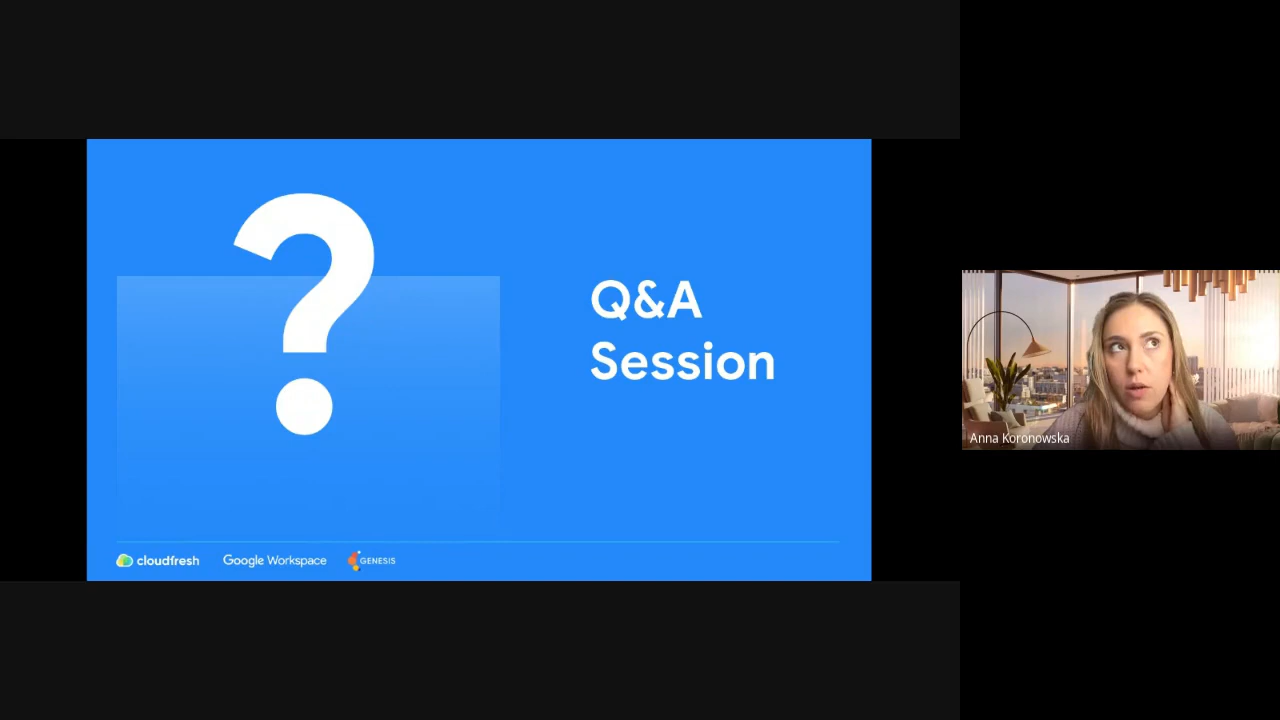 ?
Q&A
Session
cloudfresh
Google Workspace
GENESIS
Anna Koronowska